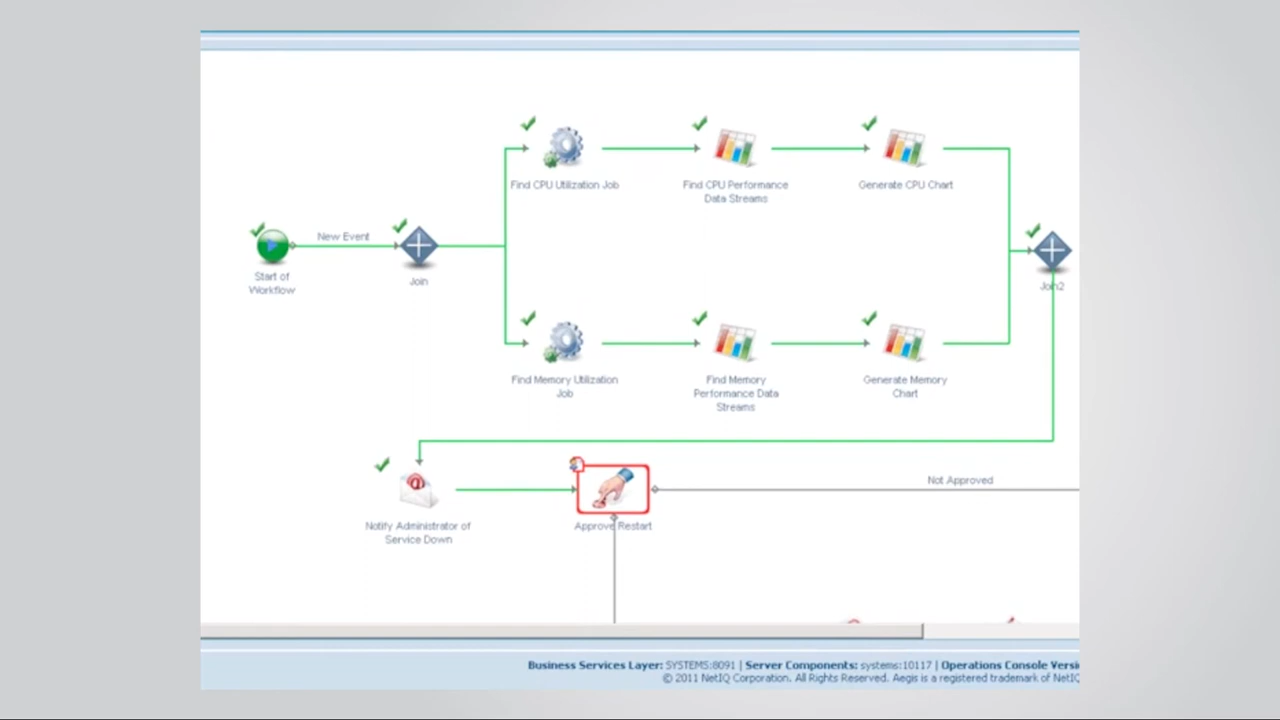 New Event
Start of
Workflow
Join
Find CPU Utilization Job
Find CPU Performance
Data Streams
Generate CPU Chart
Find Memory Utilization
Job
Find Memory
Performance Data
Streams
Generate Memory
Chart
Join2
Notify Administrator of
Service Down
Approve Restart
Not Approved
Business Services Layer: SYSTEMS:8091 | Server Components: systems:10117 | Operations Console Versi
© 2011 NetIQ Corporation. All Rights Reserved. Aegis is a registered trademark of NetIQ